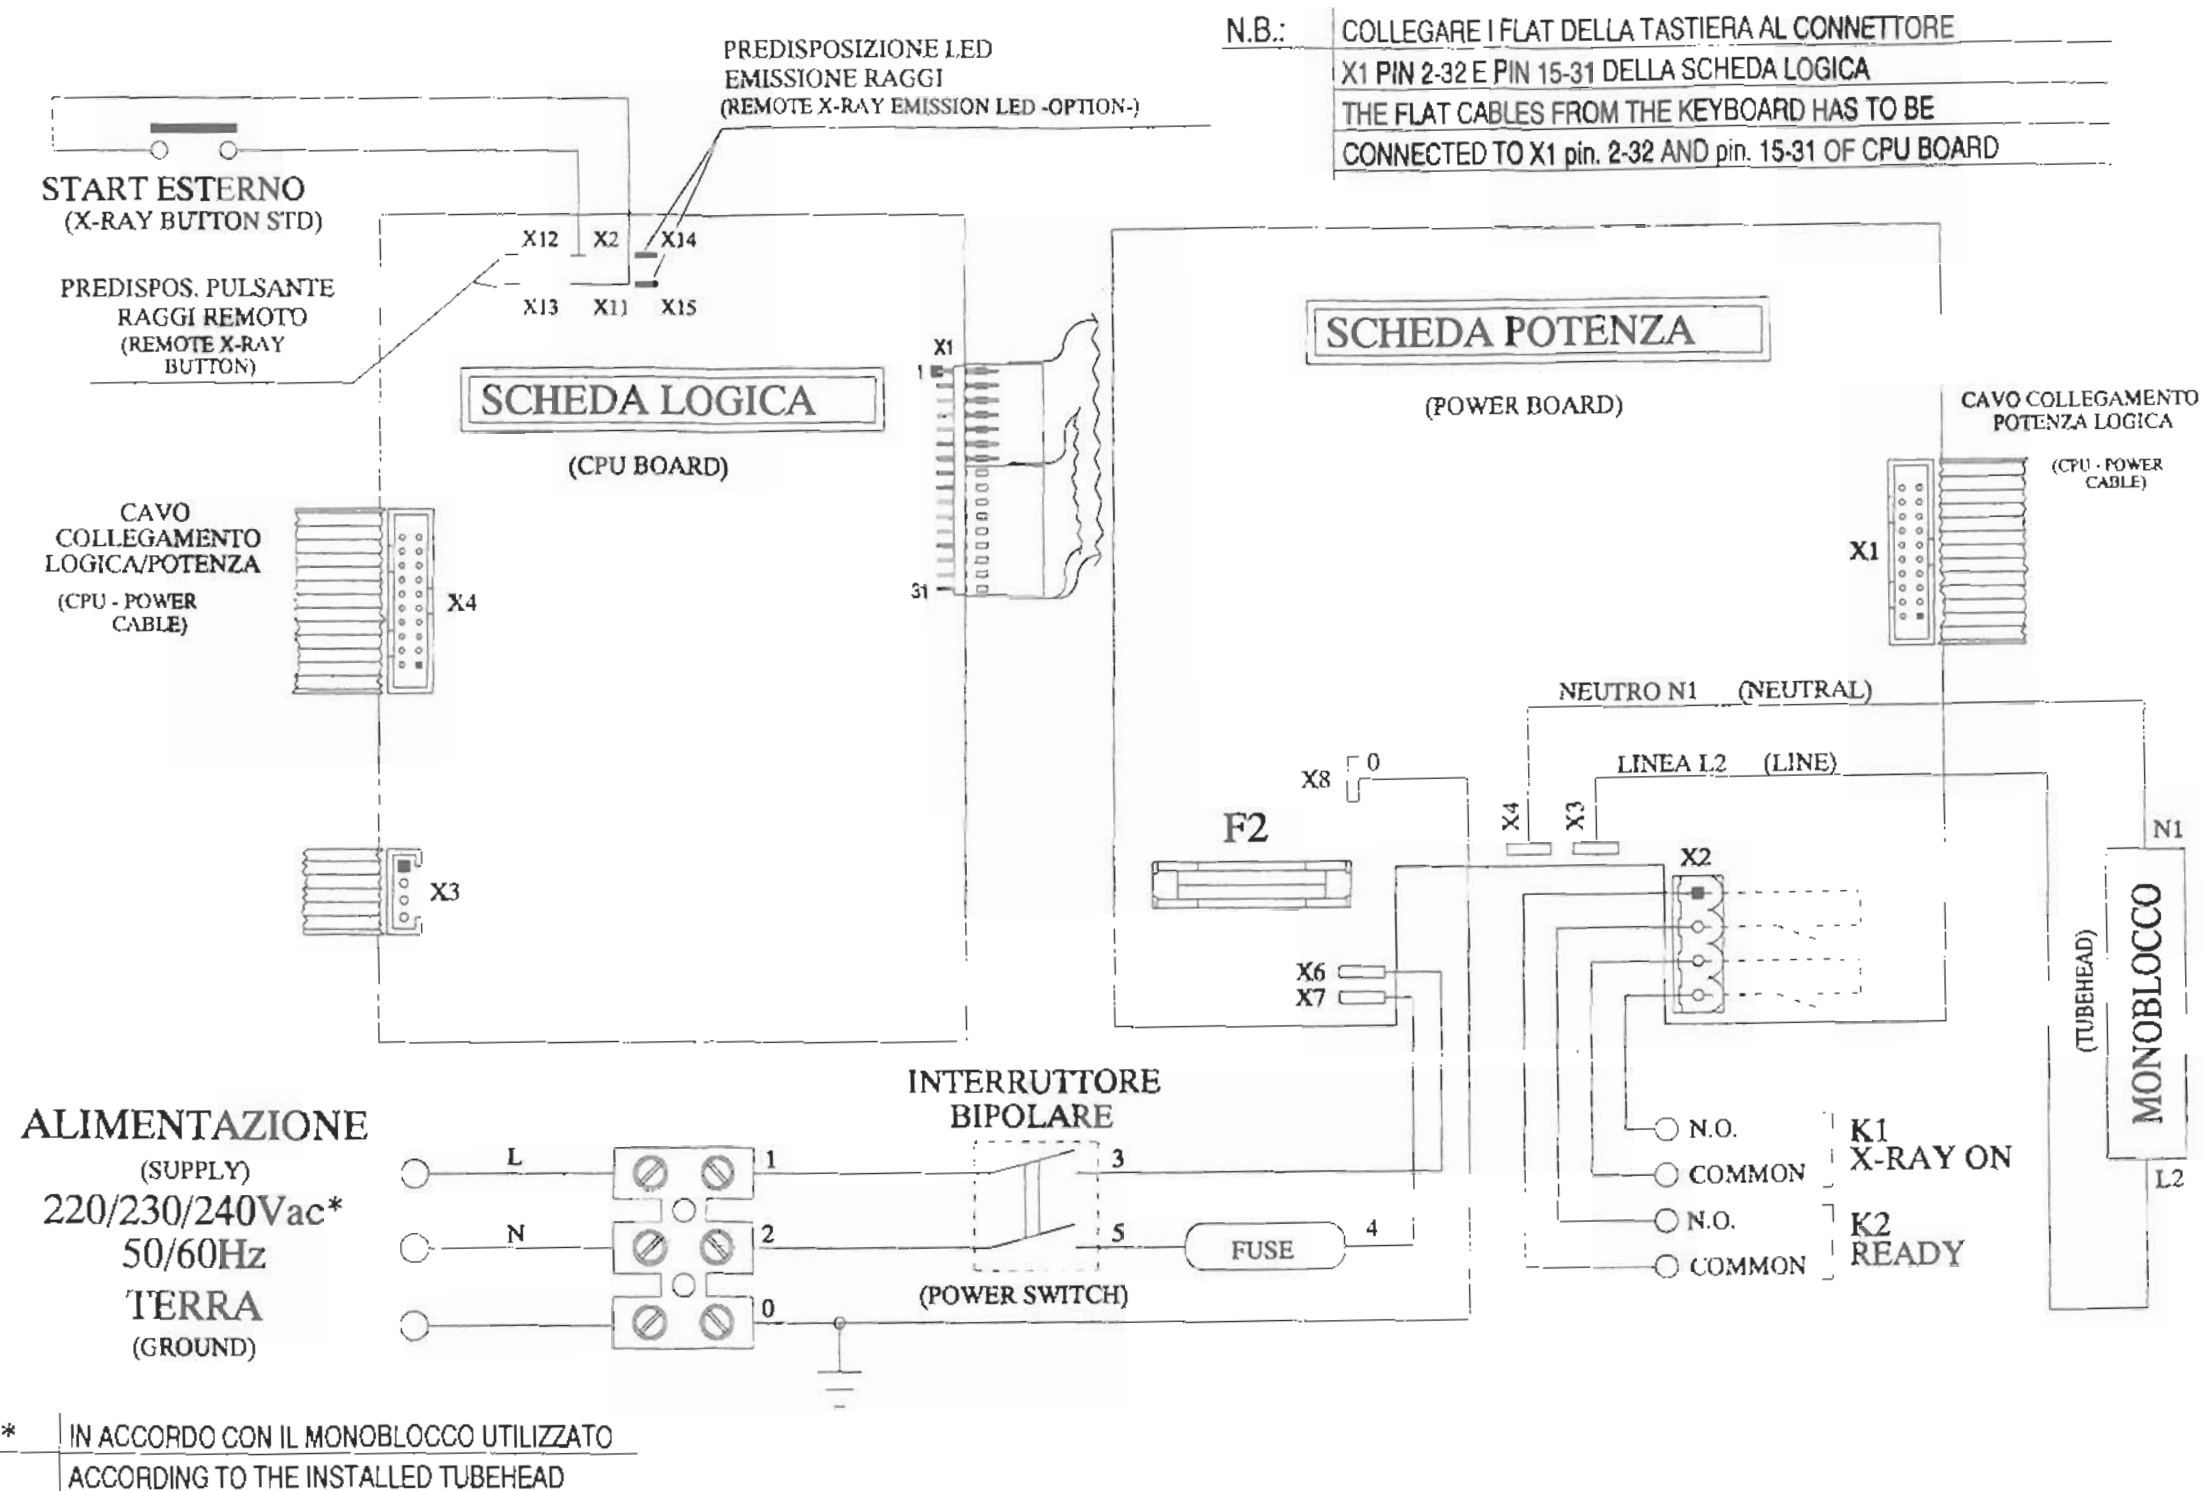 N.B.:
COLLEGARE I FLAT DELLA TASTIERA AL CONNETTORE
X1 PIN 2-32 E PIN 15-31 DELLA SCHEDA LOGICA
THE FLAT CABLES FROM THE KEYBOARD HAS TO BE
CONNECTED TO X1 pin. 2-32 AND pin. 15-31 OF CPU BOARD
PREDISPOSIZIONE LED
EMISSIONE RAGGI
(REMOTE X-RAY EMISSION LED -OPTION-)
START ESTERNO
(X-RAY BUTTON STD)
PREDISPOS. PULSANTE
RAGGI REMOTO
(REMOTE X-RAY
BUTTON)
X12 X2 X14
X13 X11 X15
SCHEDA LOGICA
(CPU BOARD)
X1
1
31
CAVO
COLLEGAMENTO
LOGICA/POTENZA
(CPU - POWER
CABLE)
X4
X3
SCHEDA POTENZA
(POWER BOARD)
CAVO COLLEGAMENTO
POTENZA LOGICA
(CPU - POWER
CABLE)
X1
NEUTRO N1 (NEUTRAL)
LINEA L2 (LINE)
X8
0
F2
X4
X3
X2
X6
X7
N1
MONOBLOCCO
(TUBEHEAD)
L2
N.O.
COMMON
K1
X-RAY ON
N.O.
COMMON
K2
READY
ALIMENTAZIONE
(SUPPLY)
220/230/240Vac*
50/60Hz
TERRA
(GROUND)
L
N
1
2
0
INTERRUTTORE
BIPOLARE
(POWER SWITCH)
3
5
FUSE
4
* IN ACCORDO CON IL MONOBLOCCO UTILIZZATO
ACCORDING TO THE INSTALLED TUBEHEAD